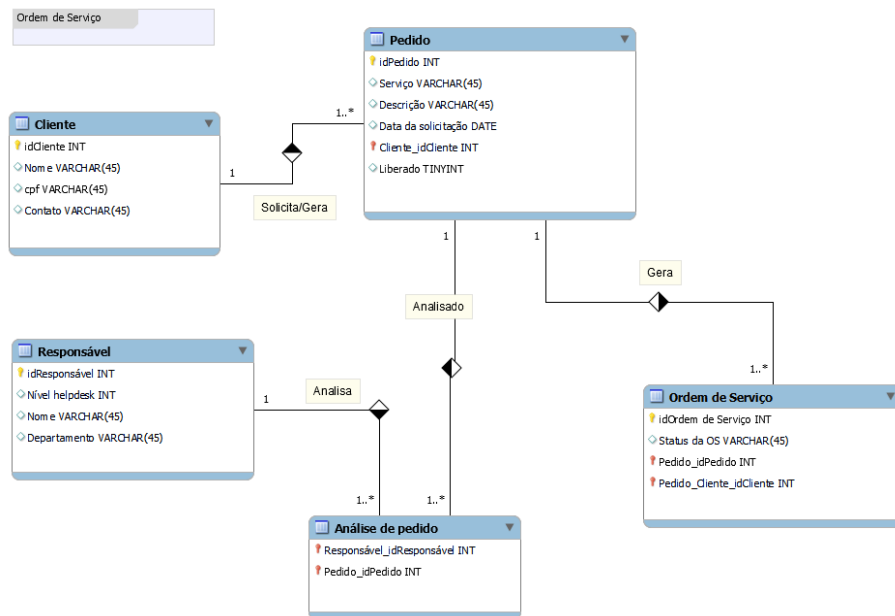 Ordem de Serviço
Pedido
idPedido INT
Serviço VARCHAR(45)
Descrição VARCHAR(45)
Data da solicitação DATE
Cliente_idCliente INT
Liberado TINYINT
1..*
Cliente
idCliente INT
Nome VARCHAR(45)
cpf VARCHAR(45)
Contato VARCHAR(45)
1
Solicita/Gera
1
1
Gera
Analisado
1..*
Responsável
idResponsável INT
Nível helpdesk INT
Nome VARCHAR(45)
Departamento VARCHAR(45)
1
Analisa
Ordem de Serviço
idOrdem de Serviço INT
Status da OS VARCHAR(45)
Pedido_idPedido INT
Pedido_Cliente_idCliente INT
1..*
1..*
Análise de pedido
Responsável_idResponsável INT
Pedido_idPedido INT